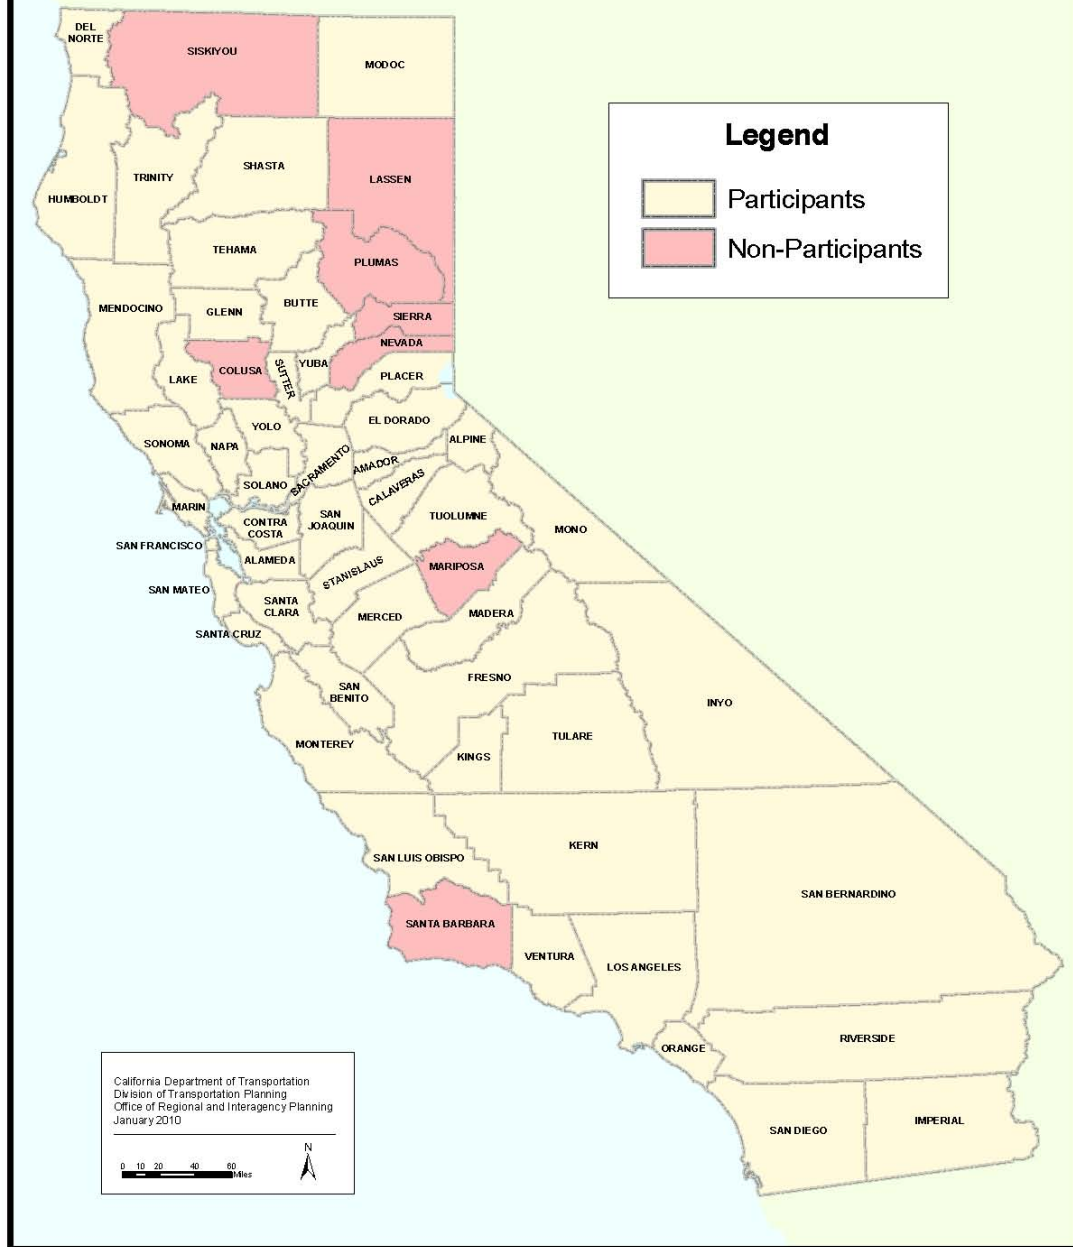 DEL
NORTE
SISKIYOU
MODOC
Legend
Participants
Non-Participants
HUMBOLDT
TRINITY
SHASTA
LASSEN
TEHAMA
PLUMAS
MENDOCINO
GLENN
BUTTE
SIERRA
NEVADA
LAKE
COLUSA
SUTTER
YUBA
PLACER
SONOMA
NAPA
YOLO
EL DORADO
ALPINE
SOLANO
SACRAMENTO
AMADOR
CALAVERAS
MARIN
CONTRA
COSTA
SAN
JOAQUIN
TUOLUMNE
MONO
SAN FRANCISCO
ALAMEDA
STANISLAUS
MARIPOSA
SAN MATEO
SANTA
CLARA
MERCED
MADERA
SANTA CRUZ
SAN
BENITO
FRESNO
INYO
MONTEREY
KINGS
TULARE
SAN LUIS OBISPO
KERN
SAN BERNARDINO
SANTA BARBARA
VENTURA
LOS ANGELES
ORANGE
RIVERSIDE
SAN DIEGO
IMPERIAL
California Department of Transportation
Division of Transportation Planning
Office of Regional and Interagency Planning
January 2010
N
0 10 20 40 60
Miles